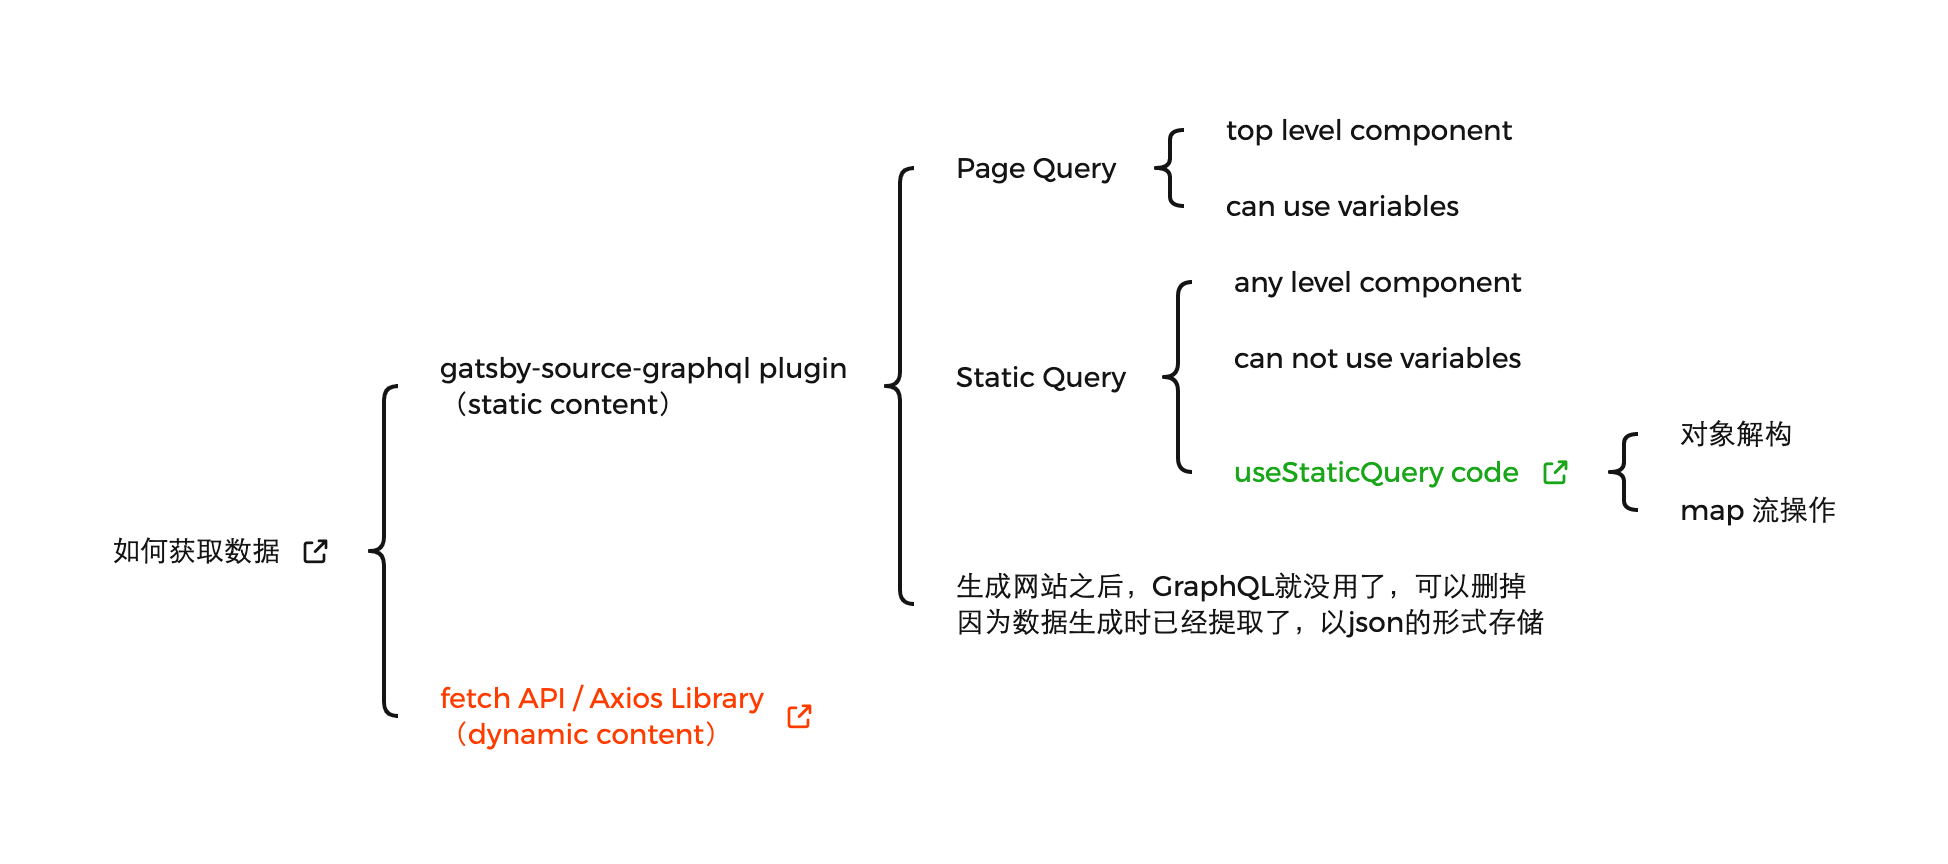 如何获取数据
gatsby-source-graphql plugin
（static content）
Page Query
top level component
can use variables
Static Query
any level component
can not use variables
useStaticQuery code
对象解构
map 流操作
生成网站之后，GraphQL就没用了，可以删掉
因为数据生成时已经提取了，以json的形式存储
fetch API / Axios Library
（dynamic content）